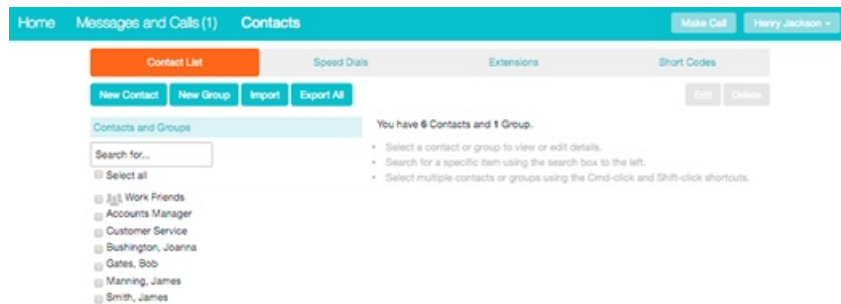 Home Messages and Calls (1) Contacts Make Call Henry Jackson
Contact List Speed Dials Extensions Short Codes
New Contact New Group Import Export All Edit Delete
Contacts and Groups
You have 6 Contacts and 1 Group.
Search for...
• Select a contact or group to view or edit details.
• Search for a specific item using the search box to the left.
• Select multiple contacts or groups using the Cmd-click and Shift-click shortcuts.
Select all
Work Friends
Accounts Manager
Customer Service
Bushington, Joanna
Gates, Bob
Manning, James
Smith, James